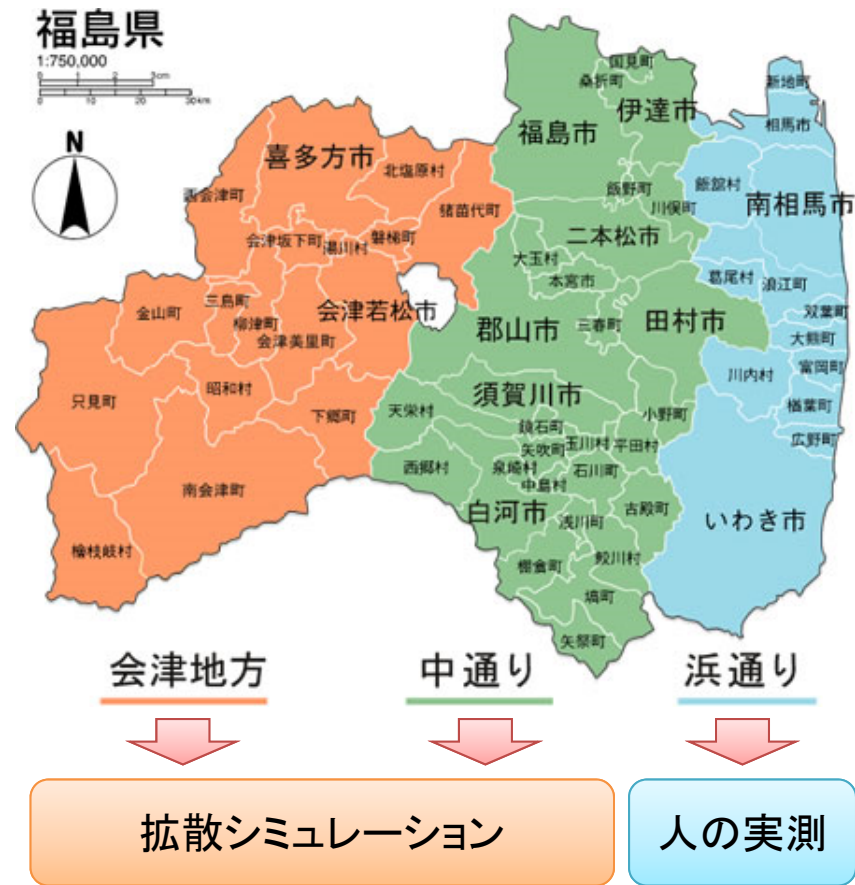 福島県
1:750,000
0 1 2 3cm
0 10 20 30km
N
国見町
桑折町
伊達市
福島市
新地町
相馬市
喜多方市
北塩原村
西会津町
猪苗代町
飯野町
川俣町
飯舘村
南相馬市
会津坂下町
湯川村
磐梯町
二本松市
大玉村
本宮市
葛尾村
浪江町
金山町
三島町
柳津町
会津若松市
会津美里町
郡山市
三春町
田村市
双葉町
大熊町
富岡町
川内村
楢葉町
広野町
只見町
昭和村
下郷町
天栄村
須賀川市
小野町
鏡石町
矢吹町
玉川村
平田村
西郷村
泉崎村
石川町
中島村
南会津町
白河市
浅川町
古殿町
いわき市
檜枝岐村
棚倉町
鮫川村
塙町
矢祭町
会津地方
中通り
浜通り
拡散シミュレーション
人の実測